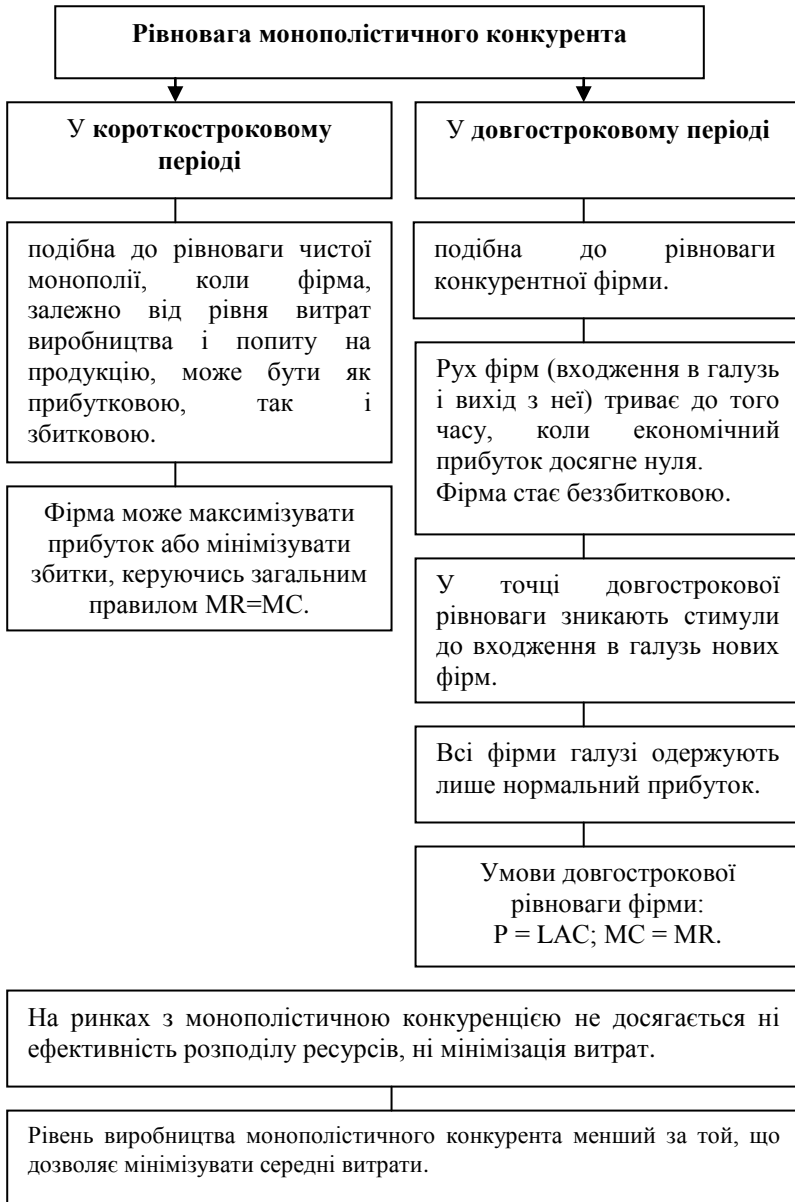 Рівновага монополістичного конкурента
У короткостроковому
періоді
подібна до рівноваги чистої
монополії, коли фірма,
залежно від рівня витрат
виробництва і попиту на
продукцію, може бути як
прибутковою, так і
збитковою.
Фірма може максимізувати
прибуток або мінімізувати
збитки, керуючись загальним
правилом MR=MC.
У довгостроковому періоді
подібна до рівноваги
конкурентної фірми.
Рух фірм (входження в галузь
і вихід з неї) триває до того
часу, коли економічний
прибуток досягне нуля.
Фірма стає беззбитковою.
У точці довгострокової
рівноваги зникають стимули
до входження в галузь нових
фірм.
Всі фірми галузі одержують
лише нормальний прибуток.
Умови довгострокової
рівноваги фірми:
P = LAC; MC = MR.
На ринках з монополістичною конкуренцією не досягається ні
ефективність розподілу ресурсів, ні мінімізація витрат.
Рівень виробництва монополістичного конкурента менший за той, що
дозволяє мінімізувати середні витрати.